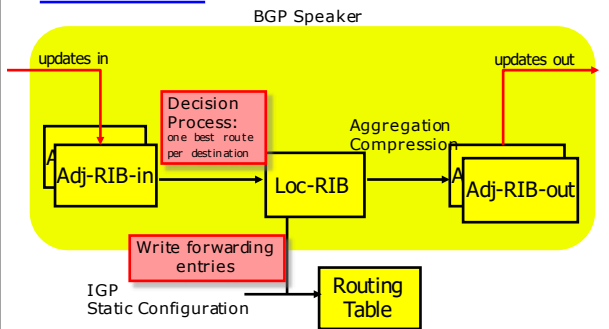 BGP Speaker
updates in
updates out
Decision
Process:
one best route
per destination
Aggregation
Compression
A
Adj-RIB-in
Loc-RIB
A
Adj-RIB-out
Write forwarding
entries
IGP
Static Configuration
Routing
Table